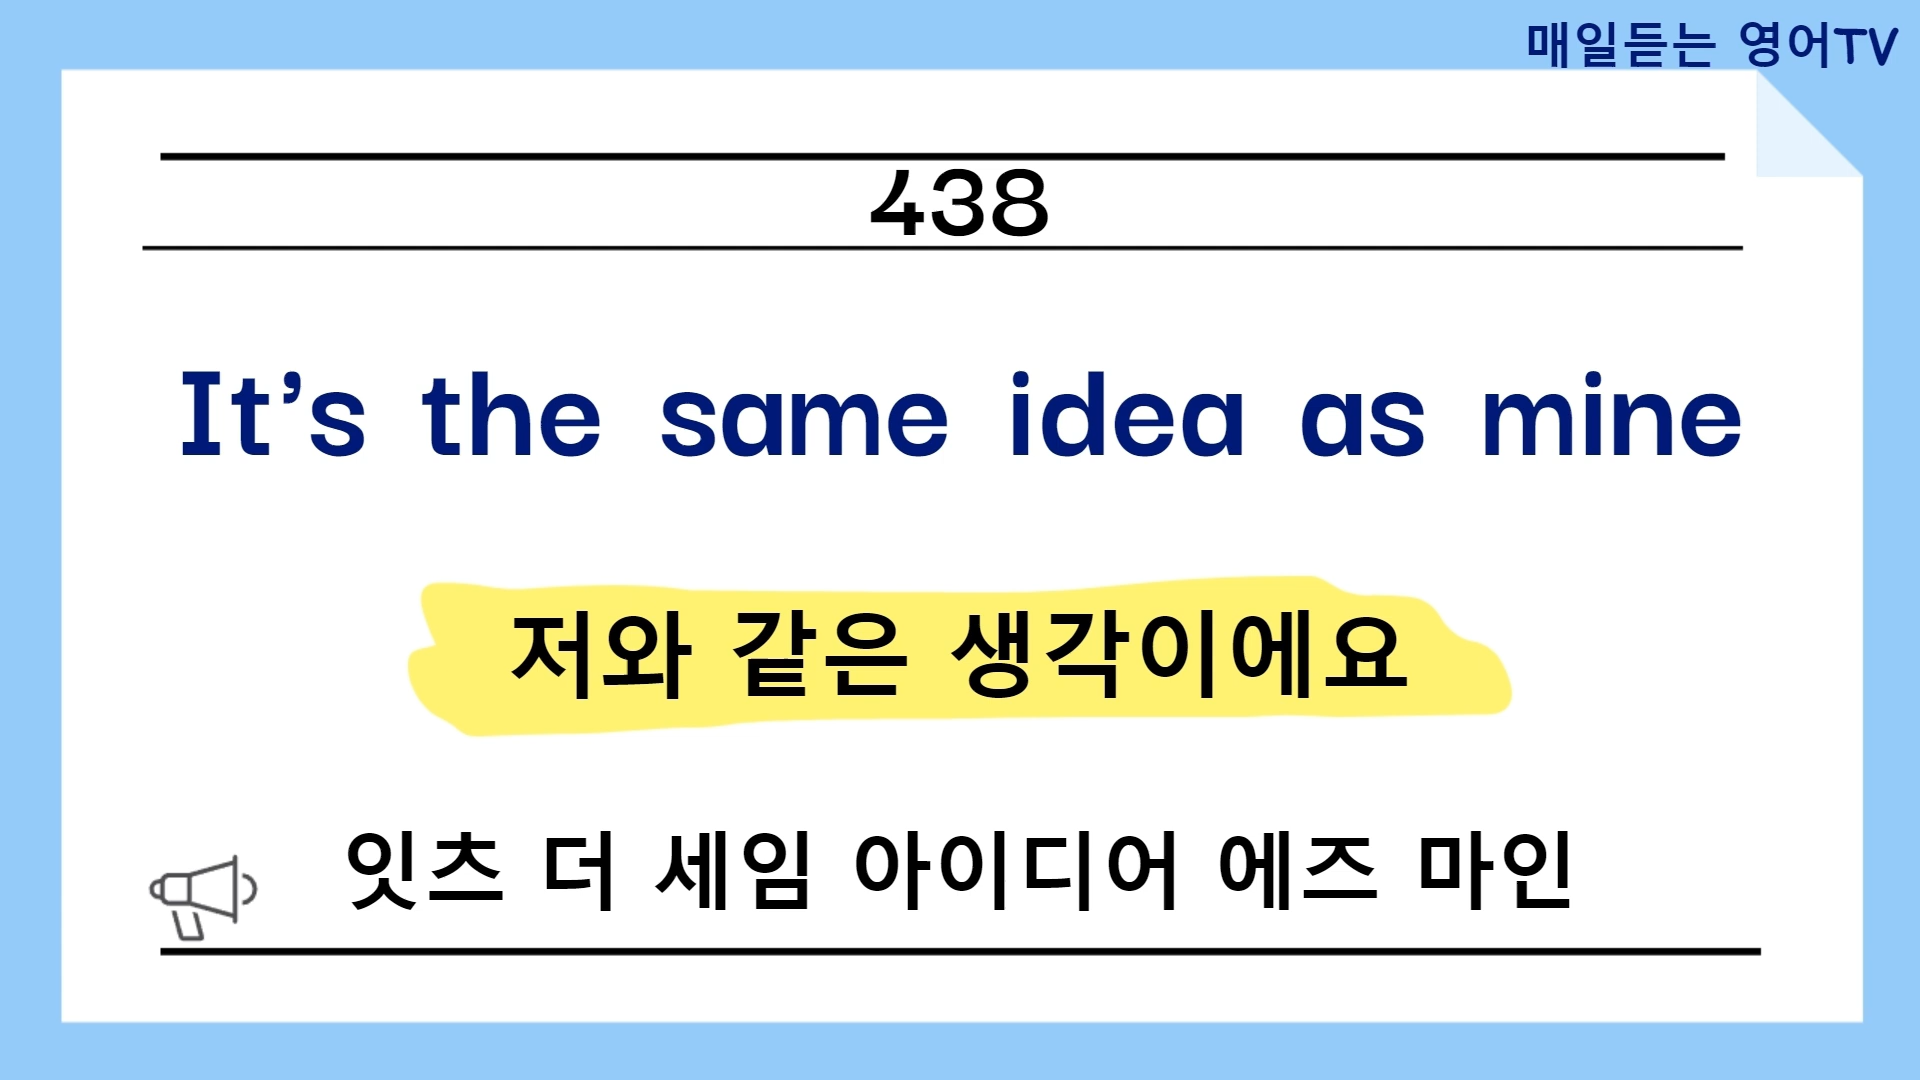 매일듣는 영어TV
438
It’s the same idea as mine
저와 같은 생각이에요
잇츠 더 세임 아이디어 에즈 마인